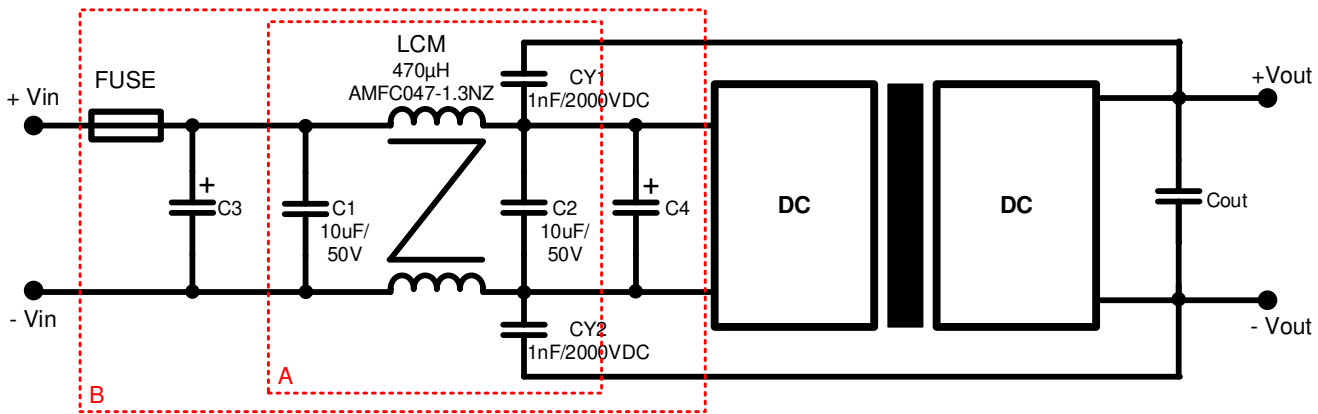 LCM
470µH
AMFC047-1.3NZ
FUSE
CY1
1nF/2000VDC
+ Vin
+Vout
+
C3
C1
10uF/
50V
C2
10uF/
50V
+
C4
DC
DC
Cout
- Vin
- Vout
CY2
1nF/2000VDC
A
B